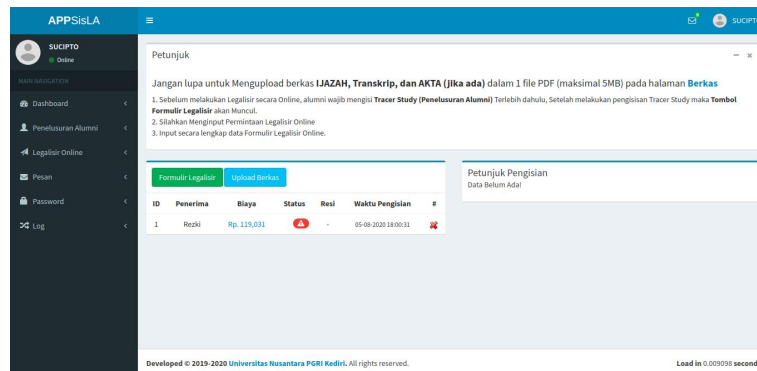 APPSisLA
SUCIPTO
SUCIPTO
Online
MAIN NAVIGATION
Dashboard
Penelusuran Alumni
Legalisir Online
Pesan
Password
Log
Petunjuk
Jangan lupa untuk Mengupload berkas IJAZAH, Transkrip, dan AKTA (jika ada) dalam 1 file PDF (maksimal 5MB) pada halaman Berkas
1. Sebelum melakukan Legalisir secara Online, alumni wajib mengisi Tracer Study (Penelusuran Alumni) Terlebih dahulu, Setelah melakukan pengisisan Tracer Study maka Tombol
Formulir Legalisir akan Muncul.
2. Silahkan Menginput Permintaan Legalisir Online
3. Input secara lengkap data Formulir Legalisir Online.
Formulir Legalisir Upload Berkas
ID Penerima Biaya Status Resi Waktu Pengisian #
1 Rezki Rp. 119,031 - 05-08-2020 18:00:31
Petunjuk Pengisian
Data Belum Ada!
Developed © 2019-2020 Universitas Nusantara PGRI Kediri. All rights reserved.
Load in 0.009098 second